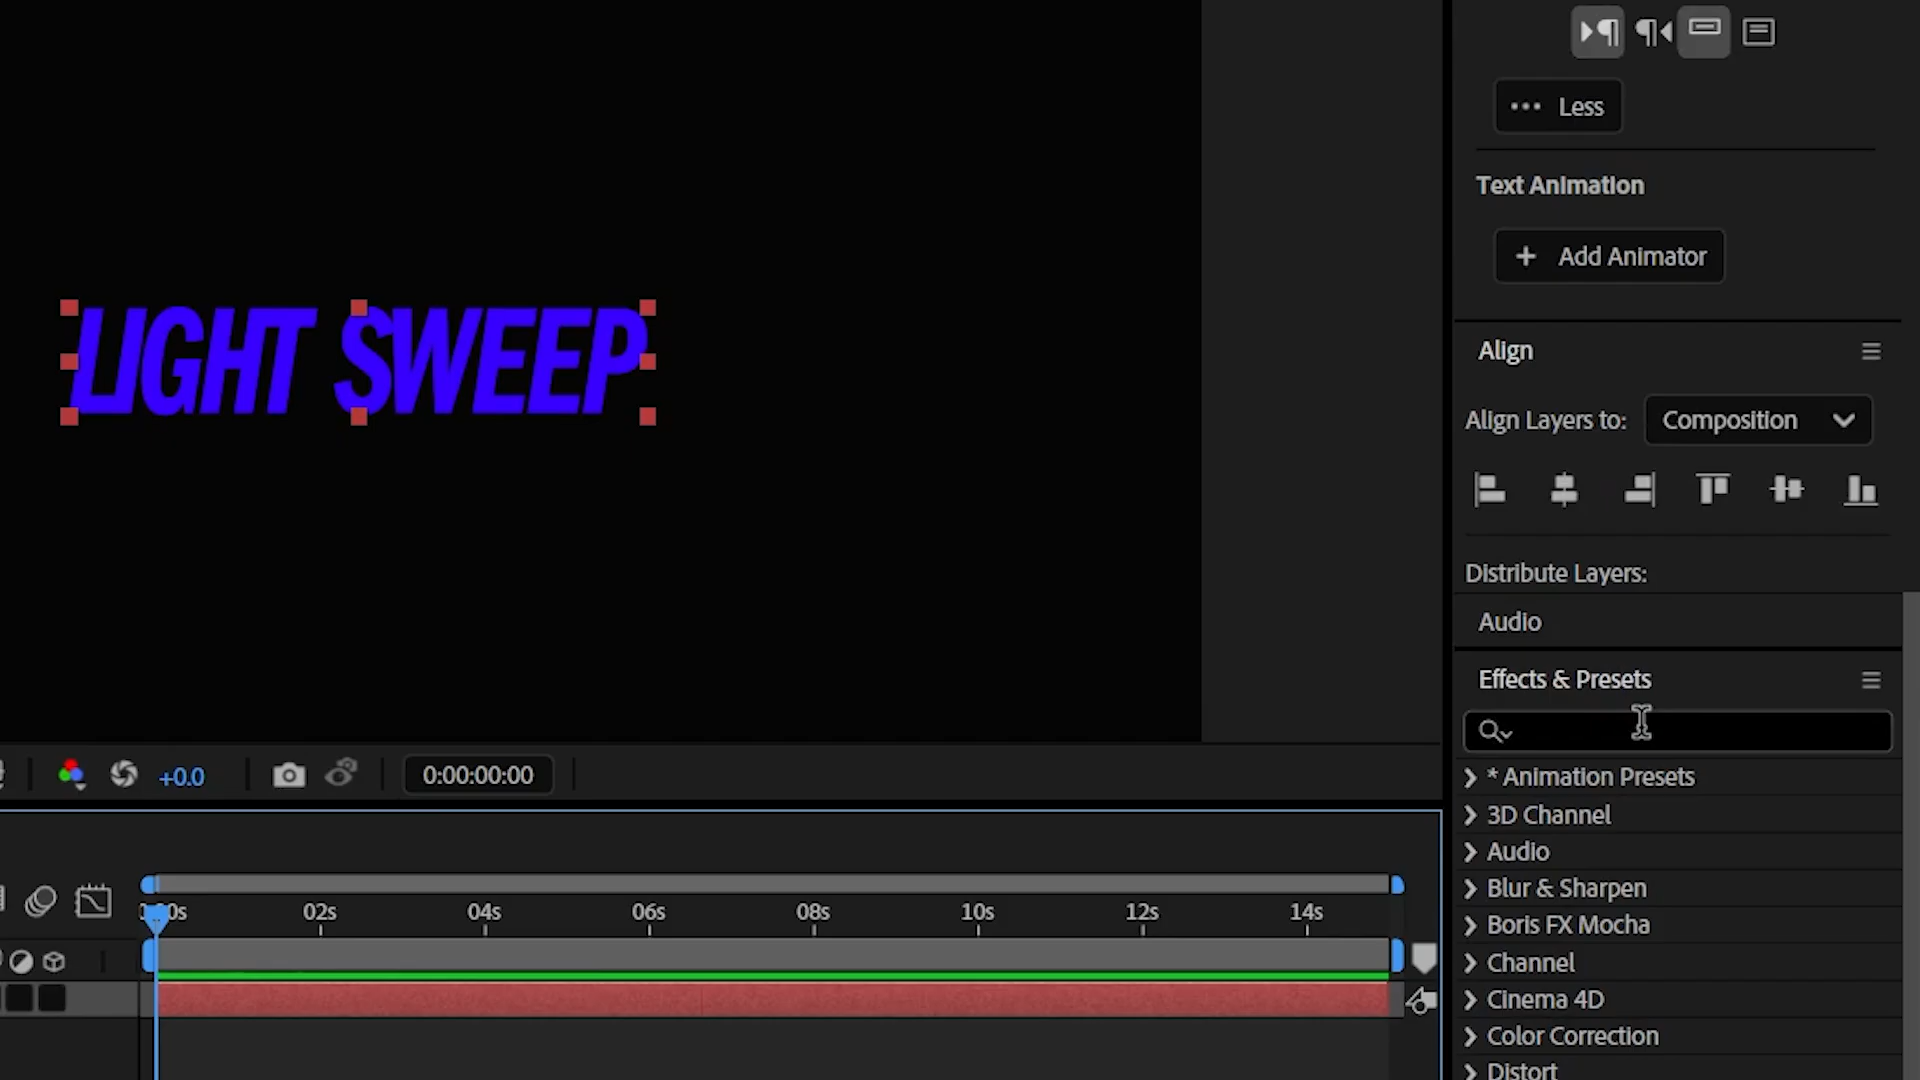 Less
Text Animation
+ Add Animator
Align
Align Layers to: Composition
Distribute Layers:
Audio
Effects & Presets
* Animation Presets
3D Channel
Audio
Blur & Sharpen
Boris FX Mocha
Channel
Cinema 4D
Color Correction
Distort
LIGHT SWEEP
+0.0
0:00:00:00
02s 04s 06s 08s 10s 12s 14s